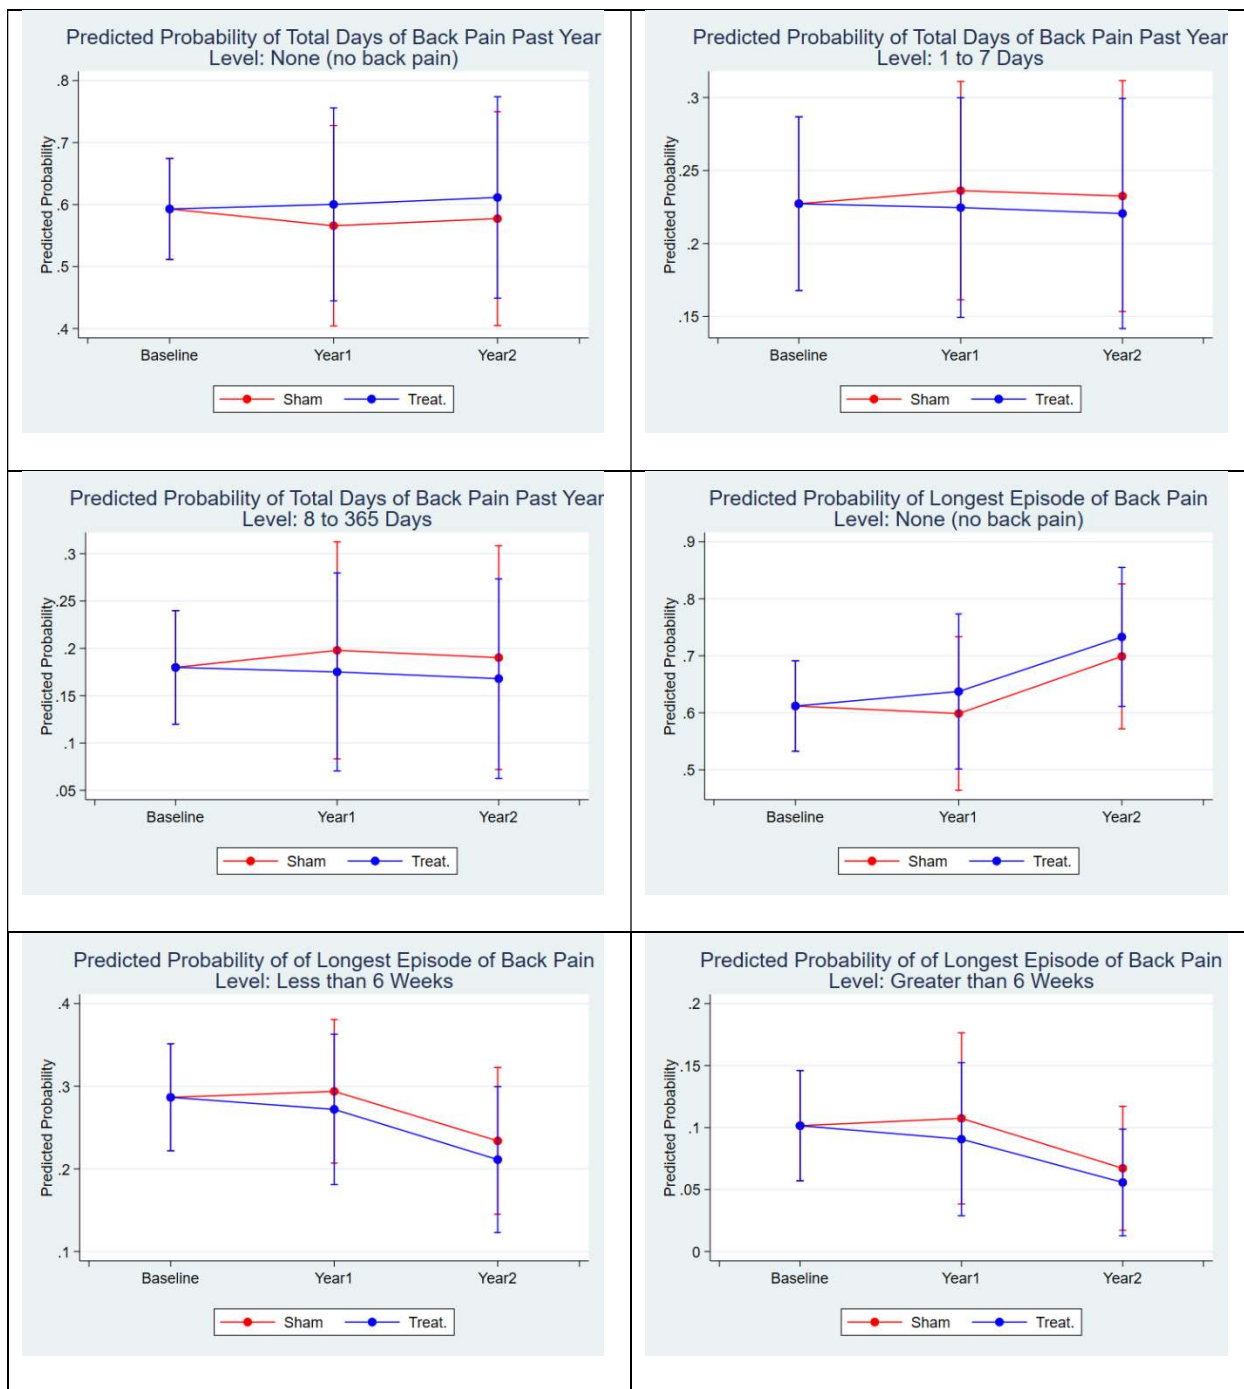 Predicted Probability of Total Days of Back Pain Past Year
Level: None (no back pain)
Predicted Probability
.8
.7
.6
.5
.4
Baseline
Year1
Year2
Sham
Treat.
Predicted Probability of Total Days of Back Pain Past Year
Level: 1 to 7 Days
Predicted Probability
.3
.25
.2
.15
Baseline
Year1
Year2
Sham
Treat.
Predicted Probability of Total Days of Back Pain Past Year
Level: 8 to 365 Days
Predicted Probability
.3
.25
.2
.15
.1
.05
Baseline
Year1
Year2
Sham
Treat.
Predicted Probability of Longest Episode of Back Pain
Level: None (no back pain)
Predicted Probability
.9
.8
.7
.6
.5
Baseline
Year1
Year2
Sham
Treat.
Predicted Probability of of Longest Episode of Back Pain
Level: Less than 6 Weeks
Predicted Probability
.4
.3
.2
.1
Baseline
Year1
Year2
Sham
Treat.
Predicted Probability of of Longest Episode of Back Pain
Level: Greater than 6 Weeks
Predicted Probability
.2
.15
.1
.05
0
Baseline
Year1
Year2
Sham
Treat.